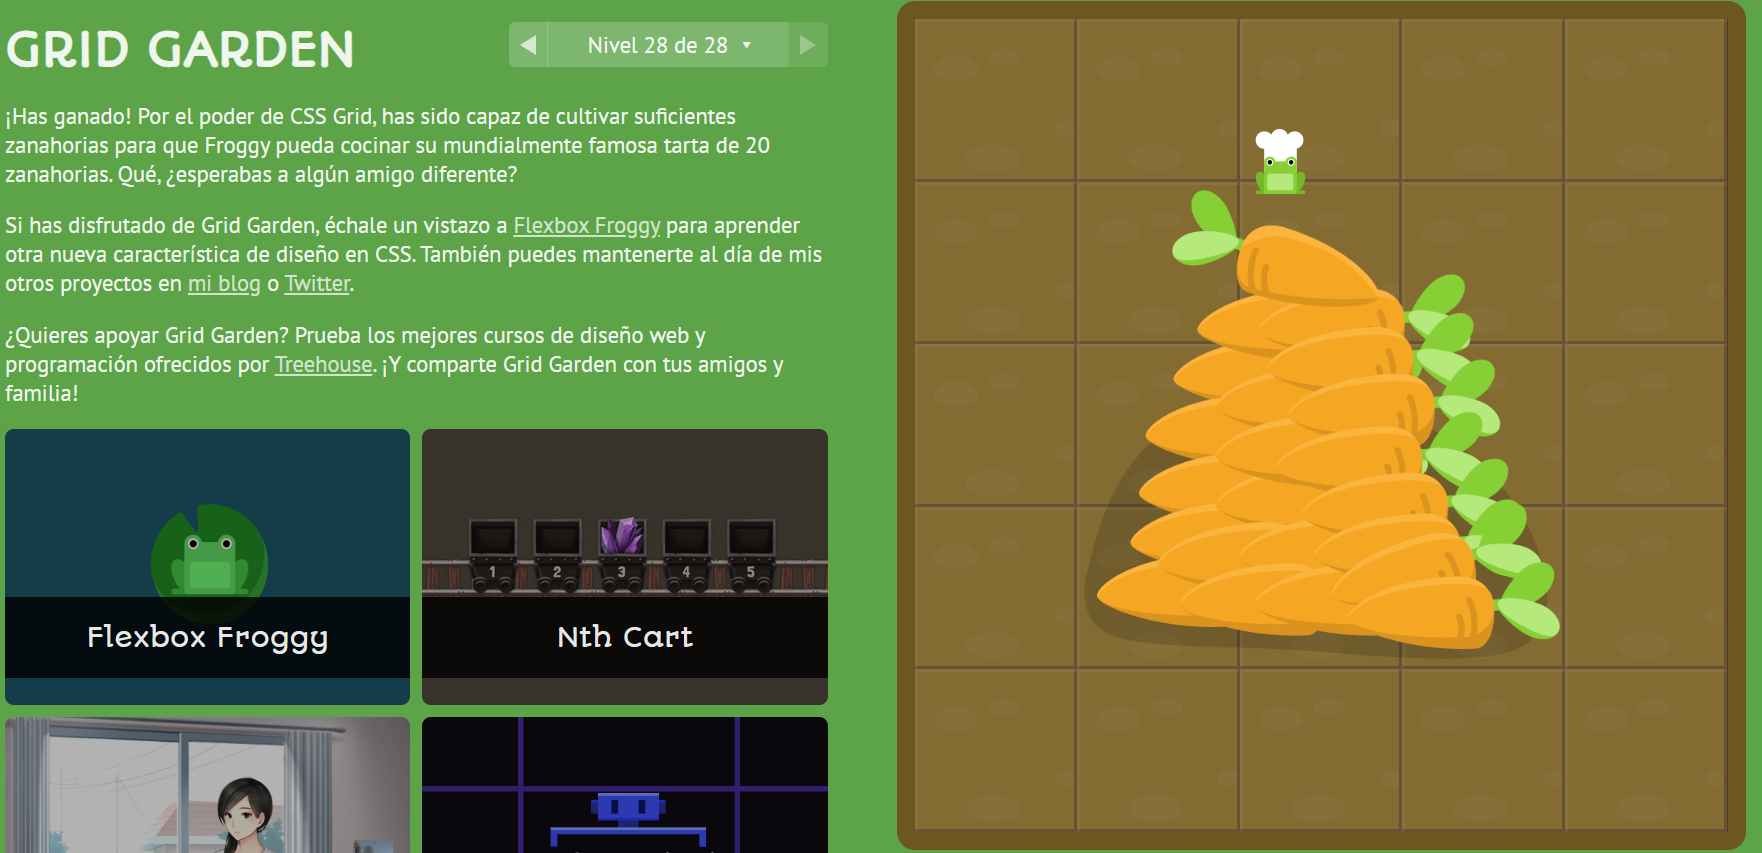 GRID GARDEN
Nivel 28 de 28
¡Has ganado! Por el poder de CSS Grid, has sido capaz de cultivar suficientes
zanahorias para que Froggy pueda cocinar su mundialmente famosa tarta de 20
zanahorias. Qué, ¿esperabas a algún amigo diferente?
Si has disfrutado de Grid Garden, échale un vistazo a Flexbox Froggy para aprender
otra nueva característica de diseño en CSS. También puedes mantenerte al día de mis
otros proyectos en mi blog o Twitter.
¿Quieres apoyar Grid Garden? Prueba los mejores cursos de diseño web y
programación ofrecidos por Treehouse. ¡Y comparte Grid Garden con tus amigos y
familia!
1 2 3 4 5
Flexbox Froggy
Nth Cart